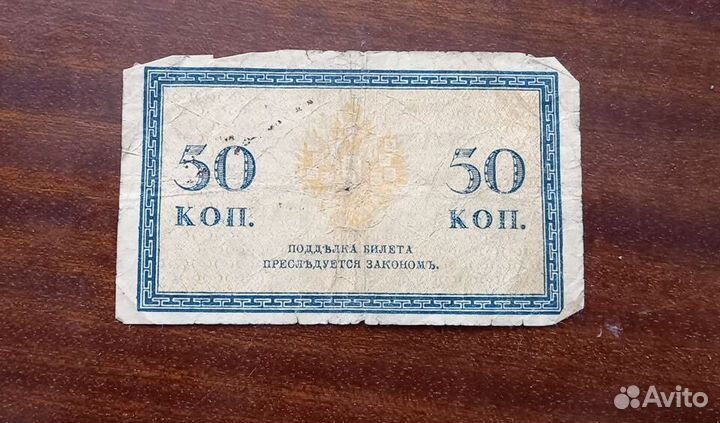 50 50
КОП. КОП.
ПОДДѢЛКА БИЛЕТА
ПРЕСЛѢДУЕТСЯ ЗАКОНОМЪ.
Avito